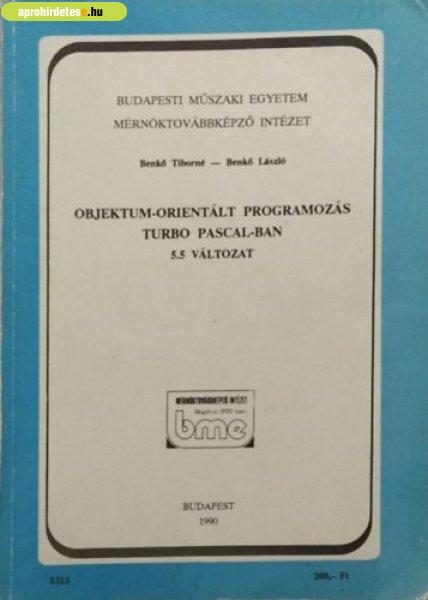 aprohirdetes.hu
BUDAPESTI MŰSZAKI EGYETEM
MÉRNÖKTOVÁBBKÉPZŐ INTÉZET
Benkő Tiborné — Benkő László
OBJEKTUM-ORIENTÁLT PROGRAMOZÁS
TURBO PASCAL-BAN
5.5 VÁLTOZAT
MÉRNÖKTOVÁBBKÉPZŐ INTÉZET
bme
BUDAPEST
1990
5323
200,- Ft